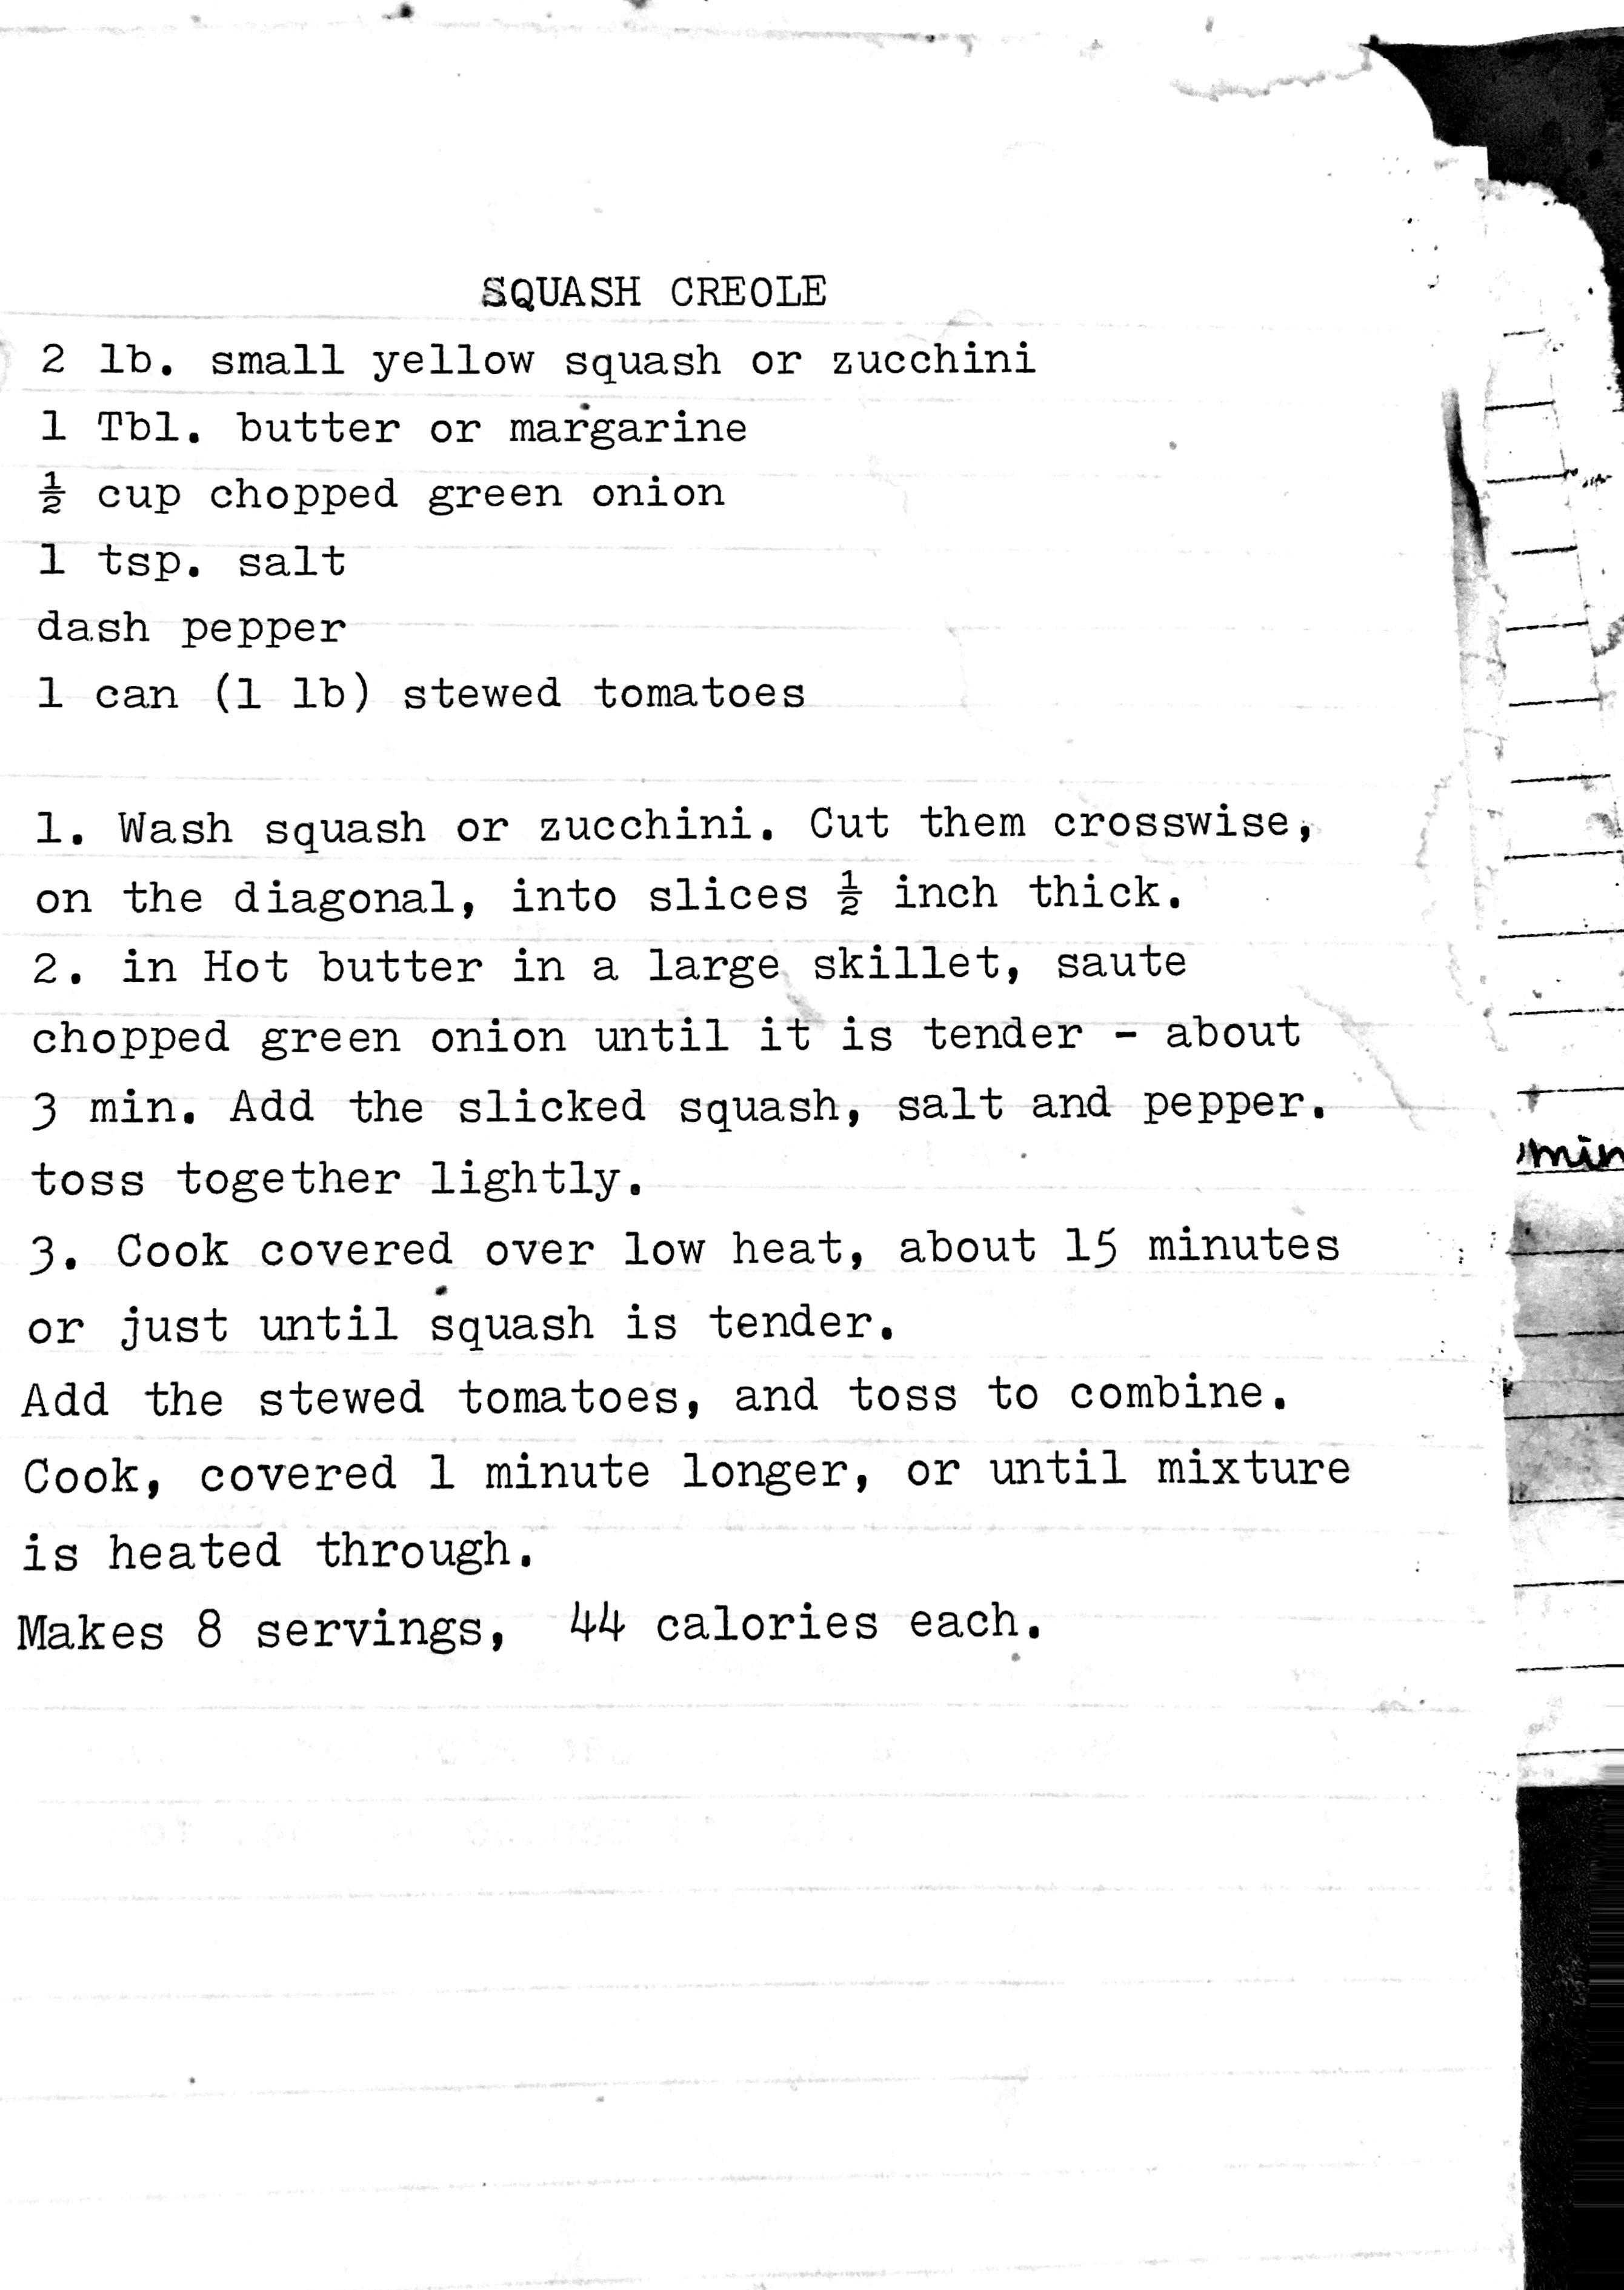 SQUASH CREOLE
2 lb. small yellow squash or zucchini
1 Tbl. butter or margarine
½ cup chopped green onion
1 tsp. salt
dash pepper
1 can (1 lb) stewed tomatoes
1. Wash squash or zucchini. Cut them crosswise,
on the diagonal, into slices ½ inch thick.
2. in Hot butter in a large skillet, saute
chopped green onion until it is tender - about
3 min. Add the slicked squash, salt and pepper.
toss together lightly.
3. Cook covered over low heat, about 15 minutes
or just until squash is tender.
Add the stewed tomatoes, and toss to combine.
Cook, covered 1 minute longer, or until mixture
is heated through.
Makes 8 servings, 44 calories each.
min